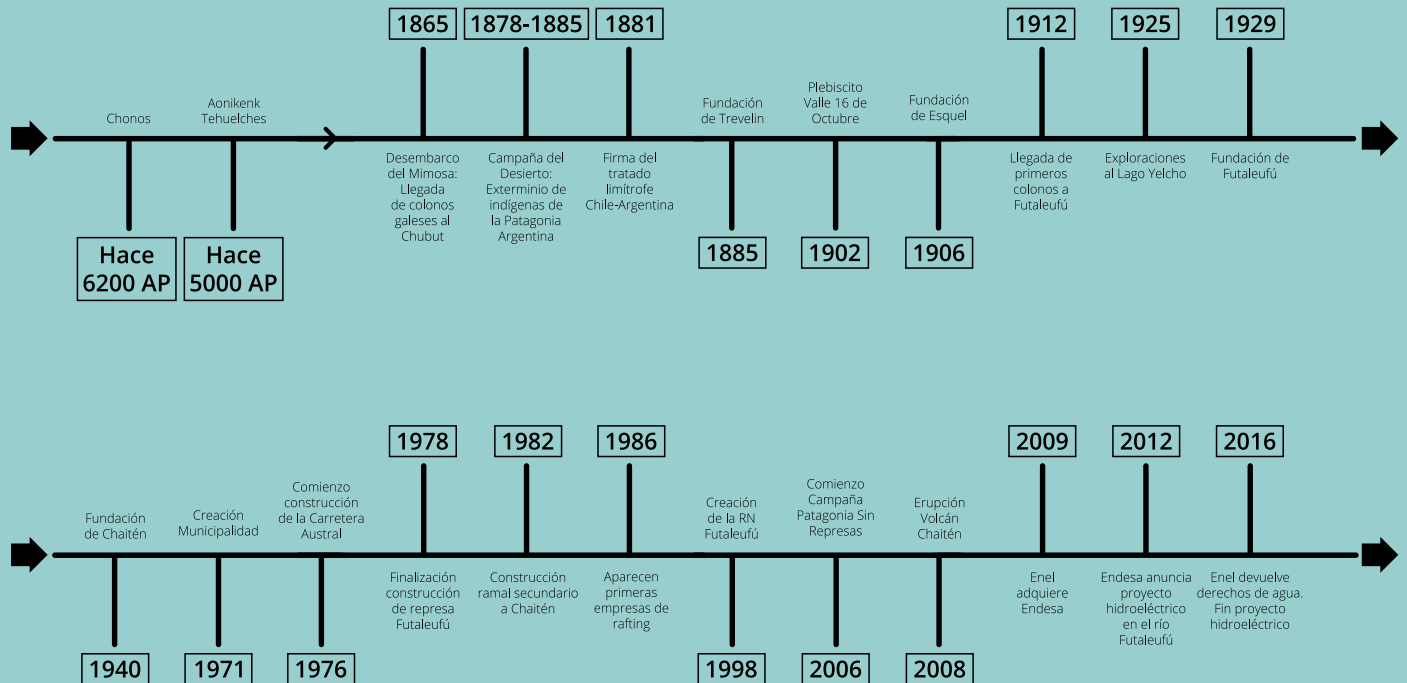 Chonos
Hace
6200 AP
Aonikenk
Tehuelches
Hace
5000 AP
1865
Desembarco
del Mimosa:
Llegada
de colonos
galeses al
Chubut
1878-1885
Campaña del
Desierto:
Exterminio de
indígenas de
la Patagonia
Argentina
1881
Firma del
tratado
limítrofe
Chile-Argentina
Fundación
de Trevelin
1885
Plebiscito
Valle 16 de
Octubre
1902
Fundación
de Esquel
1906
1912
Llegada de
primeros
colonos a
Futaleufú
1925
Exploraciones
al Lago Yelcho
1929
Fundación de
Futaleufú
Fundación
de Chaitén
1940
Creación
Municipalidad
1971
Comienzo
construcción
de la Carretera
Austral
1976
1978
Finalización
construcción
de represa
Futaleufú
1982
Construcción
ramal secundario
a Chaitén
1986
Aparecen
primeras
empresas de
rafting
Creación
de la RN
Futaleufú
1998
Comienzo
Campaña
Patagonia Sin
Represas
2006
Erupción
Volcán
Chaitén
2008
2009
Enel
adquiere
Endesa
2012
Endesa anuncia
proyecto
hidroeléctrico
en el río
Futaleufú
2016
Enel devuelve
derechos de agua.
Fin proyecto
hidroeléctrico